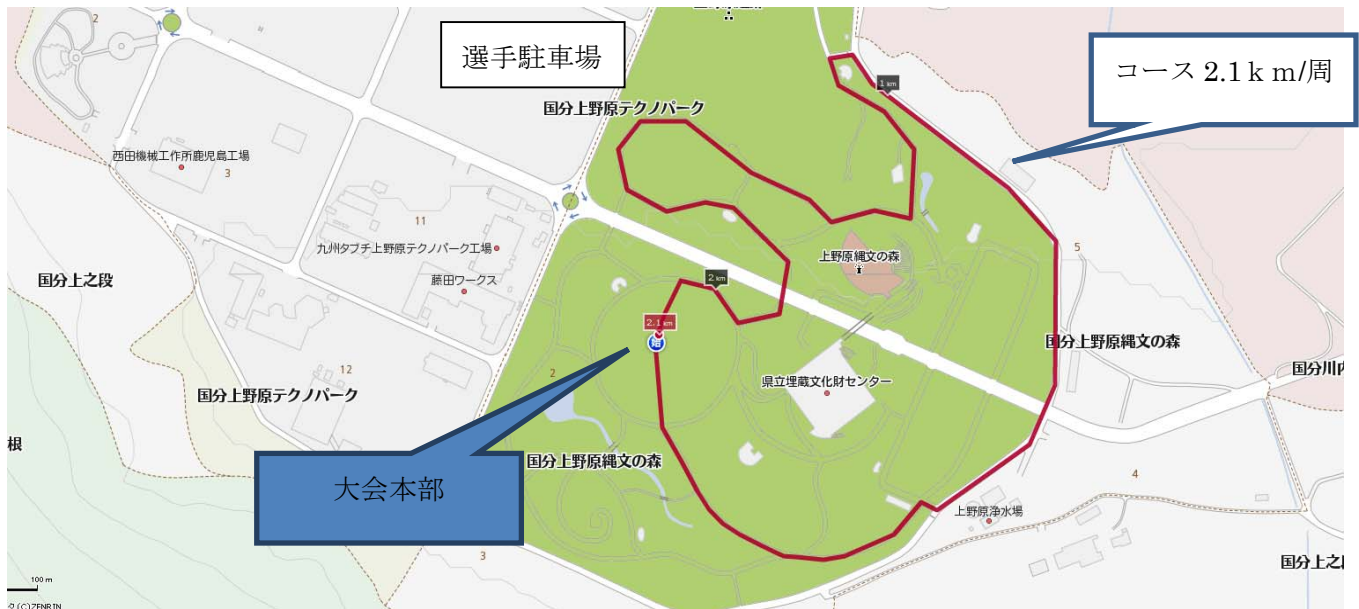 2
選手駐車場
コース 2.1ｋｍ/周
1 km
国分上野原テクノパーク
西田機械工作所鹿児島工場
3
11
九州タブチ上野原テクノパーク工場
藤田ワークス
上野原縄文の森
5
国分上之段
2 km
2.1 km
始
国分上野原縄文の森
国分川内
県立埋蔵文化財センター
12
2
国分上野原テクノパーク
根
国分上野原縄文の森
大会本部
4
上野原浄水場
3
国分上之段
100 m
(C)ZENRIN